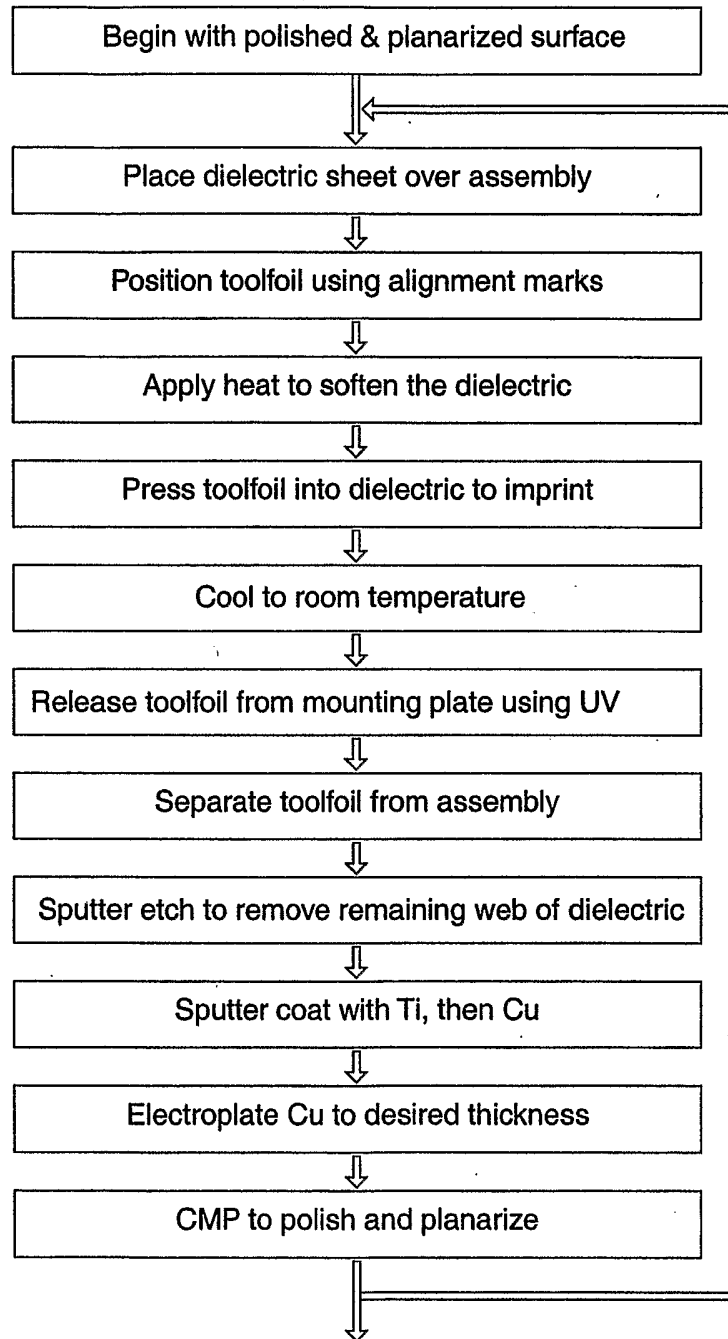 Begin with polished & planarized surface
Place dielectric sheet over assembly
Position toolfoil using alignment marks
Apply heat to soften the dielectric
Press toolfoil into dielectric to imprint
Cool to room temperature
Release toolfoil from mounting plate using UV
Separate toolfoil from assembly
Sputter etch to remove remaining web of dielectric
Sputter coat with Ti, then Cu
Electroplate Cu to desired thickness
CMP to polish and planarize